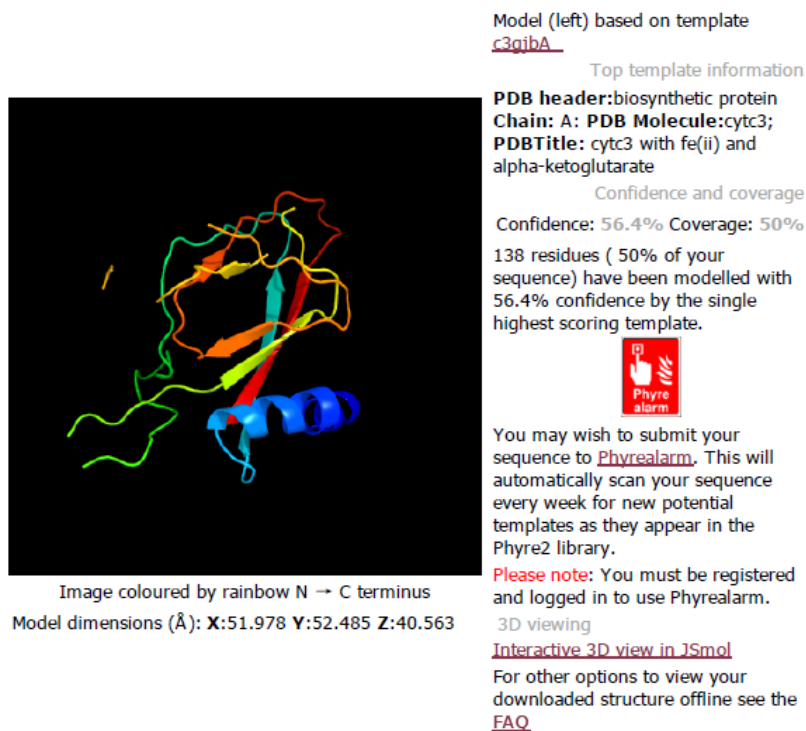 Model (left) based on template
c3gjbA
Top template information
PDB header:biosynthetic protein
Chain: A: PDB Molecule:cytc3;
PDBTitle: cytc3 with fe(ii) and
alpha-ketoglutarate
Confidence and coverage
Confidence: 56.4% Coverage: 50%
138 residues ( 50% of your
sequence) have been modelled with
56.4% confidence by the single
highest scoring template.
Phyre
alarm
You may wish to submit your
sequence to Phyrealarm. This will
automatically scan your sequence
every week for new potential
templates as they appear in the
Phyre2 library.
Please note: You must be registered
and logged in to use Phyrealarm.
3D viewing
Interactive 3D view in JSmol
For other options to view your
downloaded structure offline see the
FAQ
Image coloured by rainbow N → C terminus
Model dimensions (Å): X:51.978 Y:52.485 Z:40.563